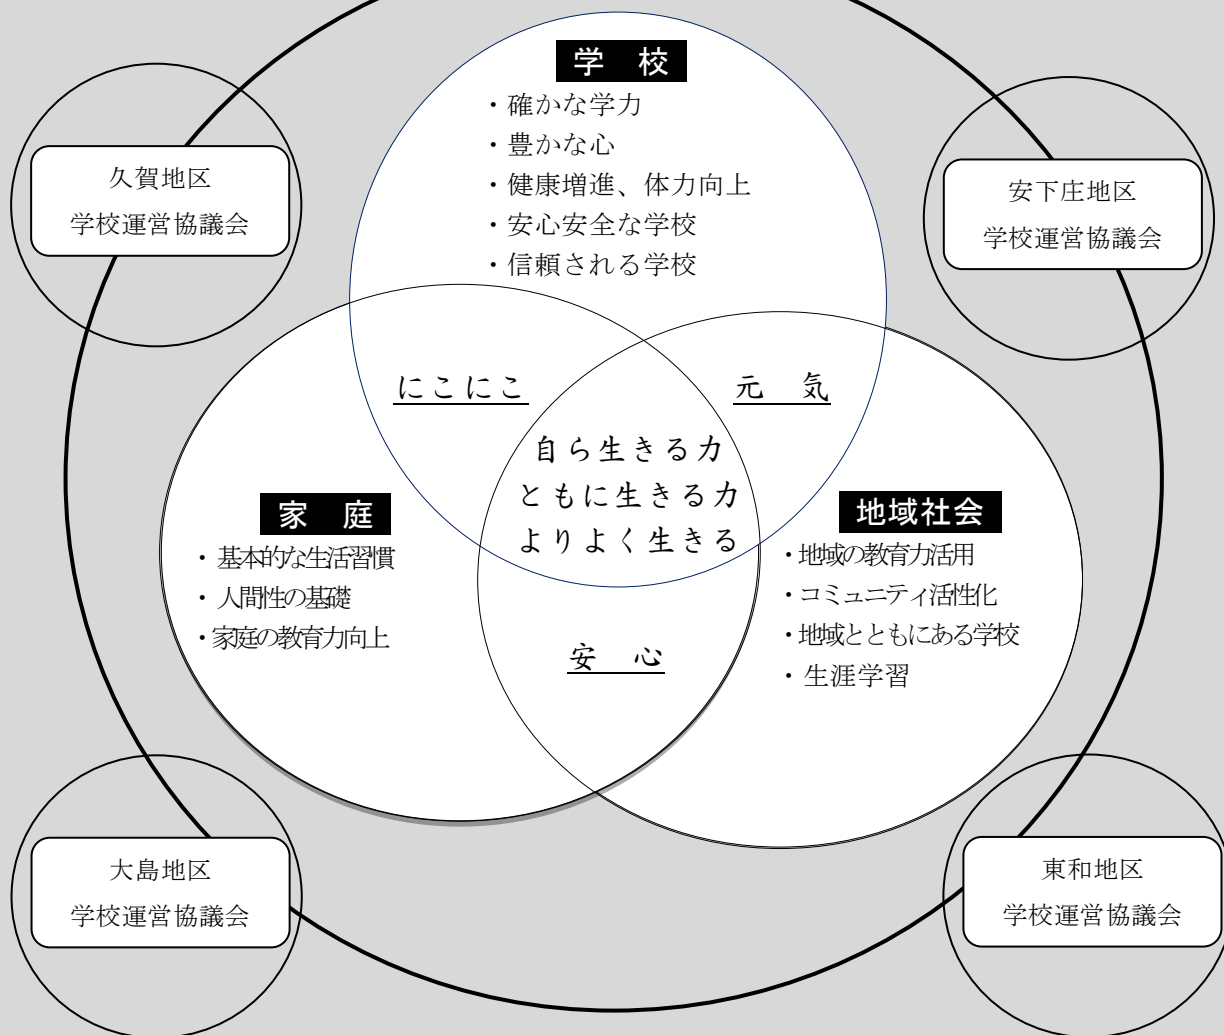 学 校
・確かな学力
・豊かな心
・健康増進、体力向上
・安心安全な学校
・信頼される学校
久賀地区
学校運営協議会
安下庄地区
学校運営協議会
にこにこ
元 気
自ら生きる力
ともに生きる力
よりよく生きる
家 庭
・基本的な生活習慣
・人間性の基礎
・家庭の教育力向上
地域社会
・地域の教育力活用
・コミュニティ活性化
・地域とともにある学校
・生涯学習
安 心
大島地区
学校運営協議会
東和地区
学校運営協議会